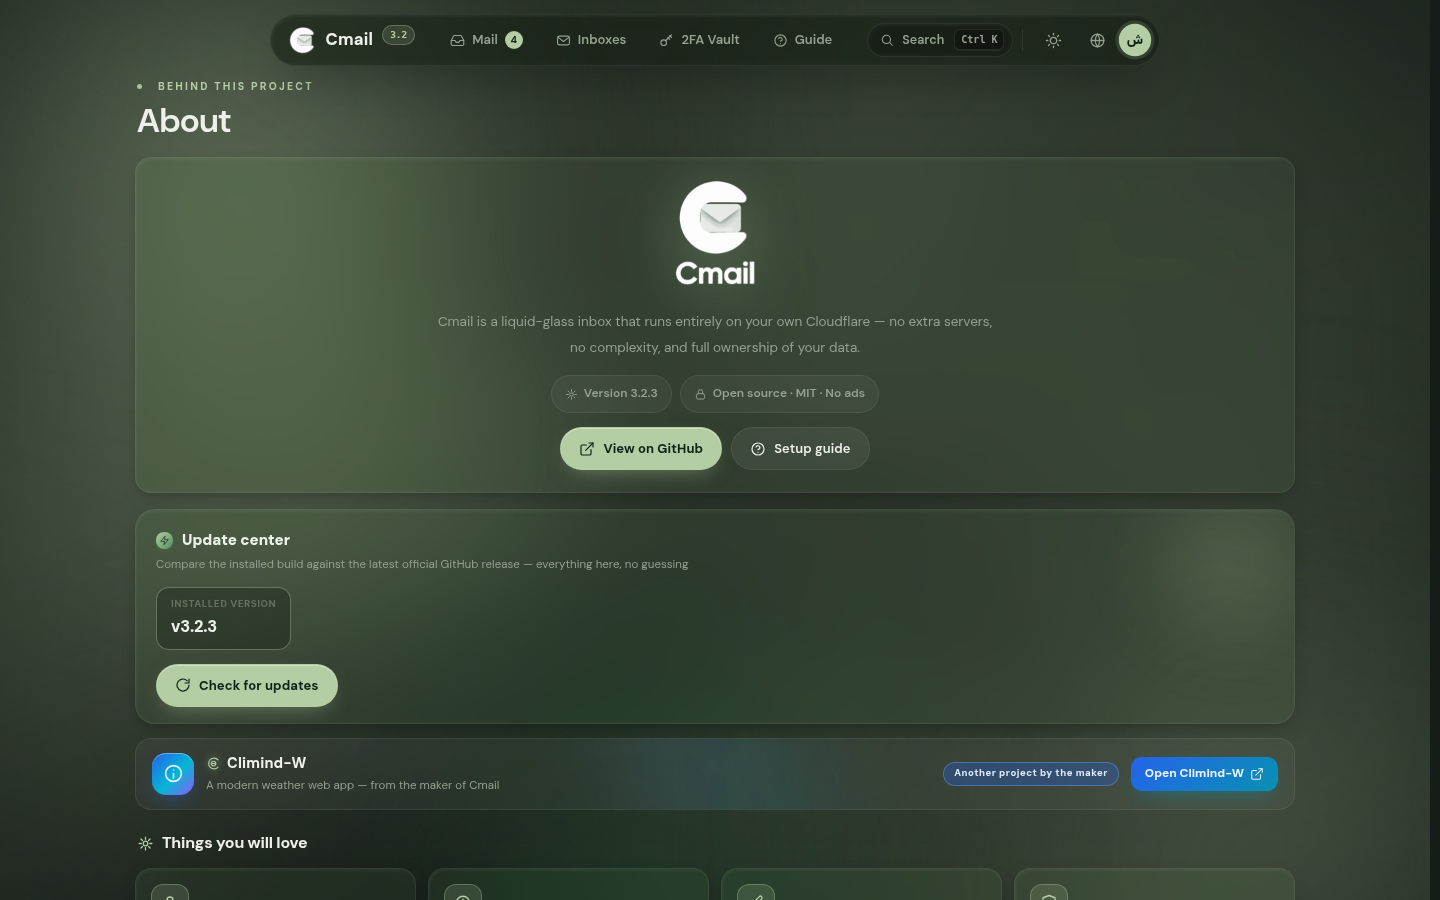 Cmail 3.2 Mail 4 Inboxes 2FA Vault Guide Search Ctrl K ش
BEHIND THIS PROJECT
About
Cmail
Cmail is a liquid-glass inbox that runs entirely on your own Cloudflare — no extra servers,
no complexity, and full ownership of your data.
Version 3.2.3 Open source · MIT · No ads
View on GitHub Setup guide
Update center
Compare the installed build against the latest official GitHub release — everything here, no guessing
INSTALLED VERSION
v3.2.3
Check for updates
Climind-W
A modern weather web app — from the maker of Cmail
Another project by the maker
Open Climind-W
Things you will love